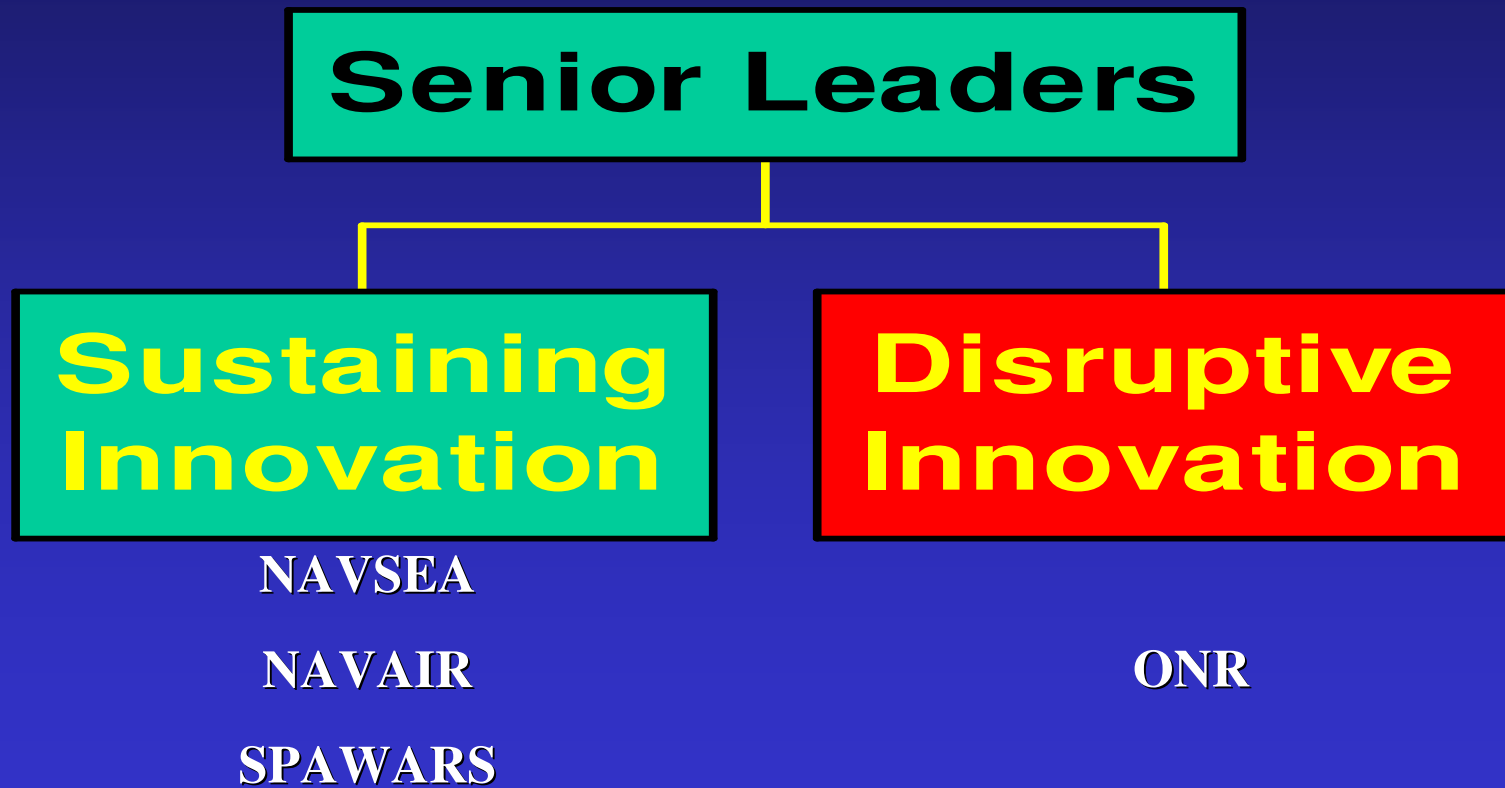 Senior Leaders
Sustaining
Innovation
Disruptive
Innovation
NAVSEA
NAVAIR
ONR
SPAWARS